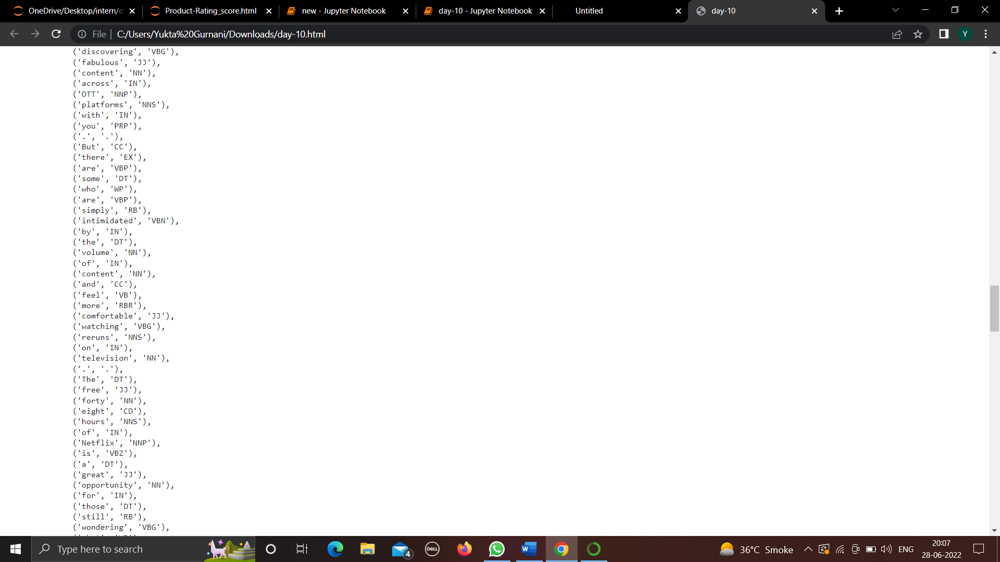 OneDrive/Desktop/intern/d
Product-Rating_score.html
new - Jupyter Notebook
day-10 - Jupyter Notebook
Untitled
day-10
File
C:/Users/Yukta%20Gurnani/Downloads/day-10.html
Y
('discovering', 'VBG'),
('fabulous', 'JJ'),
('content', 'NN'),
('across', 'IN'),
('OTT', 'NNP'),
('platforms', 'NNS'),
('with', 'IN'),
('you', 'PRP'),
('.', '.'),
('But', 'CC'),
('there', 'EX'),
('are', 'VBP'),
('some', 'DT'),
('who', 'WP'),
('are', 'VBP'),
('simply', 'RB'),
('intimidated', 'VBN'),
('by', 'IN'),
('the', 'DT'),
('volume', 'NN'),
('of', 'IN'),
('content', 'NN'),
('and', 'CC'),
('feel', 'VB'),
('more', 'RBR'),
('comfortable', 'JJ'),
('watching', 'VBG'),
('reruns', 'NNS'),
('on', 'IN'),
('television', 'NN'),
('.', '.'),
('The', 'DT'),
('free', 'JJ'),
('forty', 'NN'),
('eight', 'CD'),
('hours', 'NNS'),
('of', 'IN'),
('Netflix', 'NNP'),
('is', 'VBZ'),
('a', 'DT'),
('great', 'JJ'),
('opportunity', 'NN'),
('for', 'IN'),
('those', 'DT'),
('still', 'RB'),
('wondering', 'VBG'),
Type here to search
4
DELL
W
36°C Smoke
ENG
20:07
28-06-2022